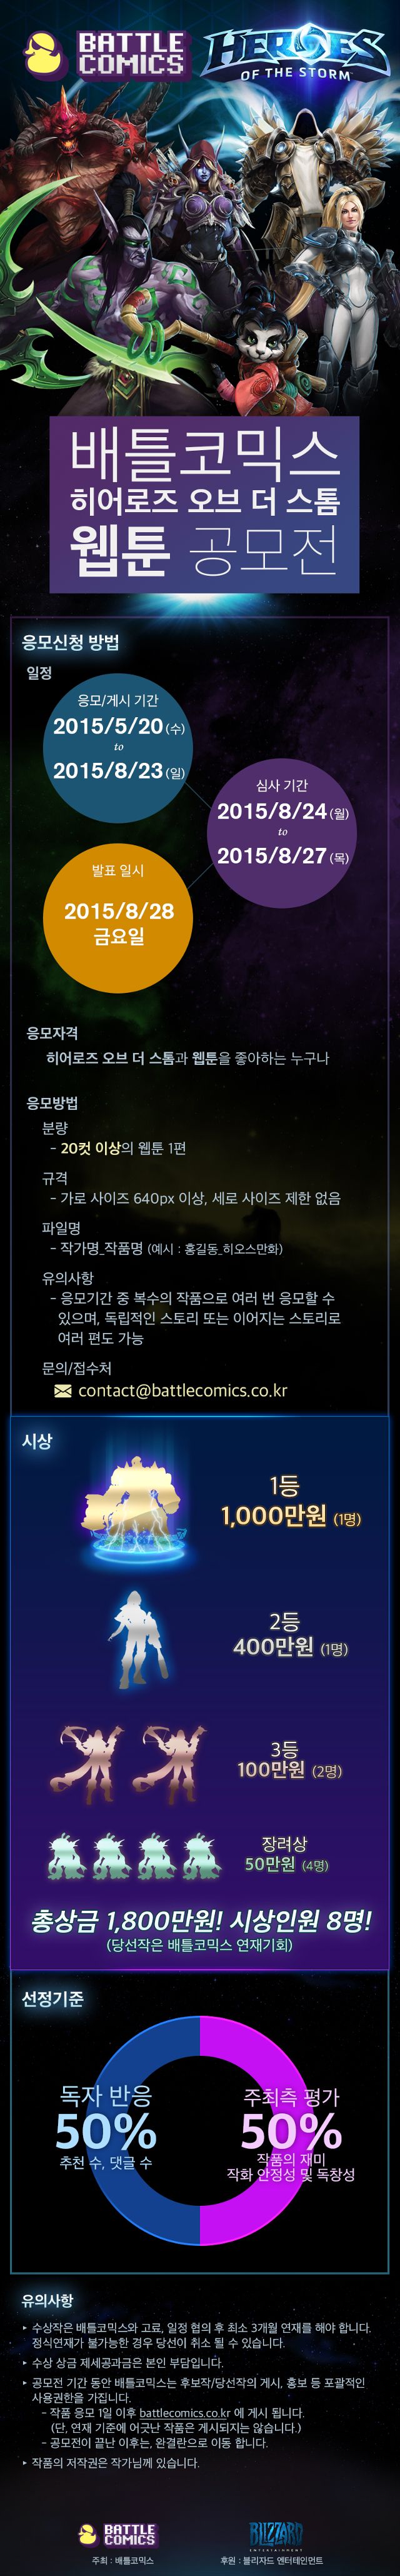 BATTLE
COMICS
HEROES
OF THE STORM
배틀코믹스
히어로즈 오브 더 스톰
웹툰 공모전
응모신청 방법
일정
응모/게시 기간
2015/5/20(수)
to
2015/8/23(일)
심사 기간
2015/8/24(월)
to
2015/8/27(목)
발표 일시
2015/8/28
금요일
응모자격
히어로즈 오브 더 스톰과 웹툰을 좋아하는 누구나
응모방법
분량
- 20컷 이상의 웹툰 1편
규격
- 가로 사이즈 640px 이상, 세로 사이즈 제한 없음
파일명
- 작가명_작품명 (예시 : 홍길동_히오스만화)
유의사항
- 응모기간 중 복수의 작품으로 여러 번 응모할 수
있으며, 독립적인 스토리 또는 이어지는 스토리로
여러 편도 가능
문의/접수처
contact@battlecomics.co.kr
시상
1등
1,000만원 (1명)
2등
400만원 (1명)
3등
100만원 (2명)
장려상
50만원 (4명)
총상금 1,800만원! 시상인원 8명!
(당선작은 배틀코믹스 연재기회)
선정기준
독자 반응
50%
추천 수, 댓글 수
주최측 평가
50%
작품의 재미
작화 안정성 및 독창성
유의사항
▸ 수상작은 배틀코믹스와 고료, 일정 협의 후 최소 3개월 연재를 해야 합니다.
정식연재가 불가능한 경우 당선이 취소 될 수 있습니다.
▸ 수상 상금 제세공과금은 본인 부담입니다.
▸ 공모전 기간 동안 배틀코믹스는 후보작/당선작의 게시, 홍보 등 포괄적인
사용권한을 가집니다.
- 작품 응모 1일 이후 battlecomics.co.kr 에 게시 됩니다.
(단, 연재 기준에 어긋난 작품은 게시되지는 않습니다.)
- 공모전이 끝난 이후는, 완결란으로 이동 합니다.
▸ 작품의 저작권은 작가님께 있습니다.
BATTLE
COMICS
주최 : 배틀코믹스
BLIZZARD
ENTERTAINMENT
후원 : 블리자드 엔터테인먼트